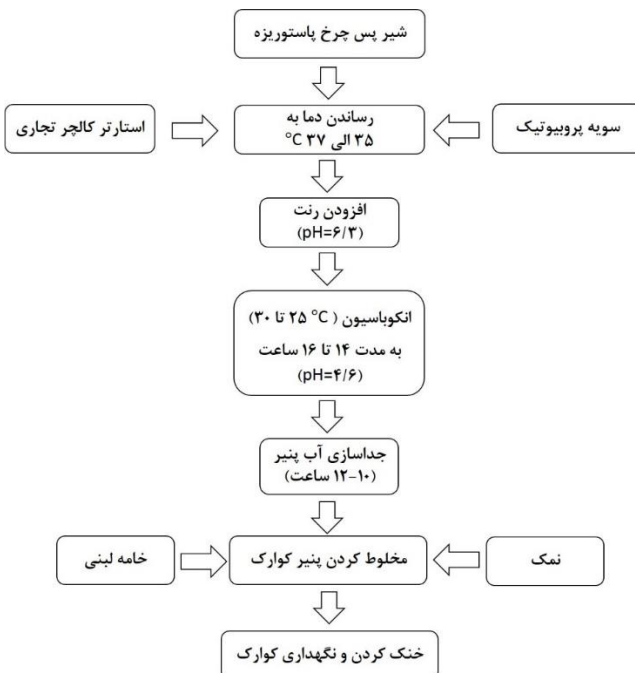 شیر پس چرخ پاستوریزه
سویه پروبیوتیک
رساندن دما به
۳۵ الی ۳۷ °C
استارتر کالچر تجاری
افزودن رنت
(pH=۶/۳)
انکوباسیون ( °C ۲۵ تا ۳۰)
به مدت ۱۴ تا ۱۶ ساعت
(pH=۴/۶)
جداسازی آب پنیر
(۱۰-۱۲ ساعت)
نمک
مخلوط کردن پنیر کوارک
خامه لبنی
خنک کردن و نگهداری کوارک